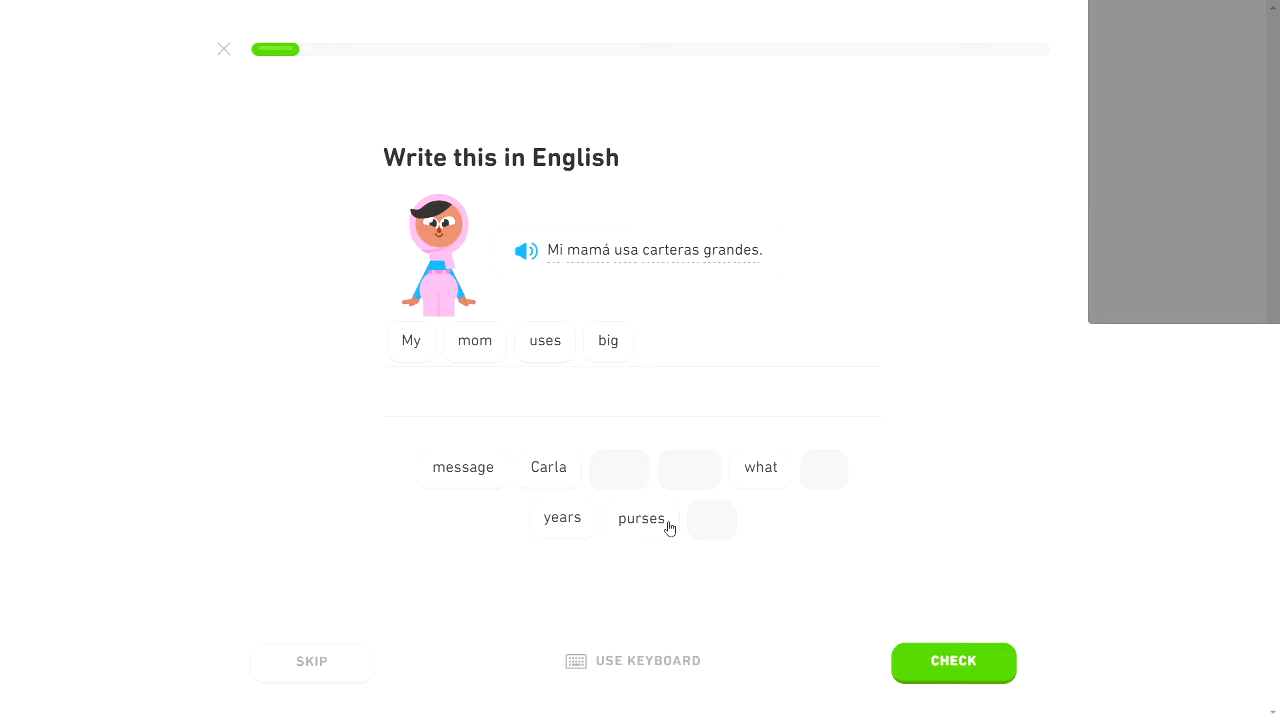 Write this in English
Mi mamá usa carteras grandes.
My mom uses big
message Carla what
years purses
SKIP USE KEYBOARD CHECK